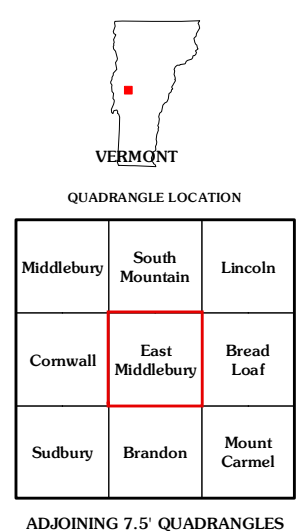 VERMONT
QUADRANGLE LOCATION
Middlebury
South
Mountain
Lincoln
Cornwall
East
Middlebury
Bread
Loaf
Sudbury
Brandon
Mount
Carmel
ADJOINING 7.5' QUADRANGLES